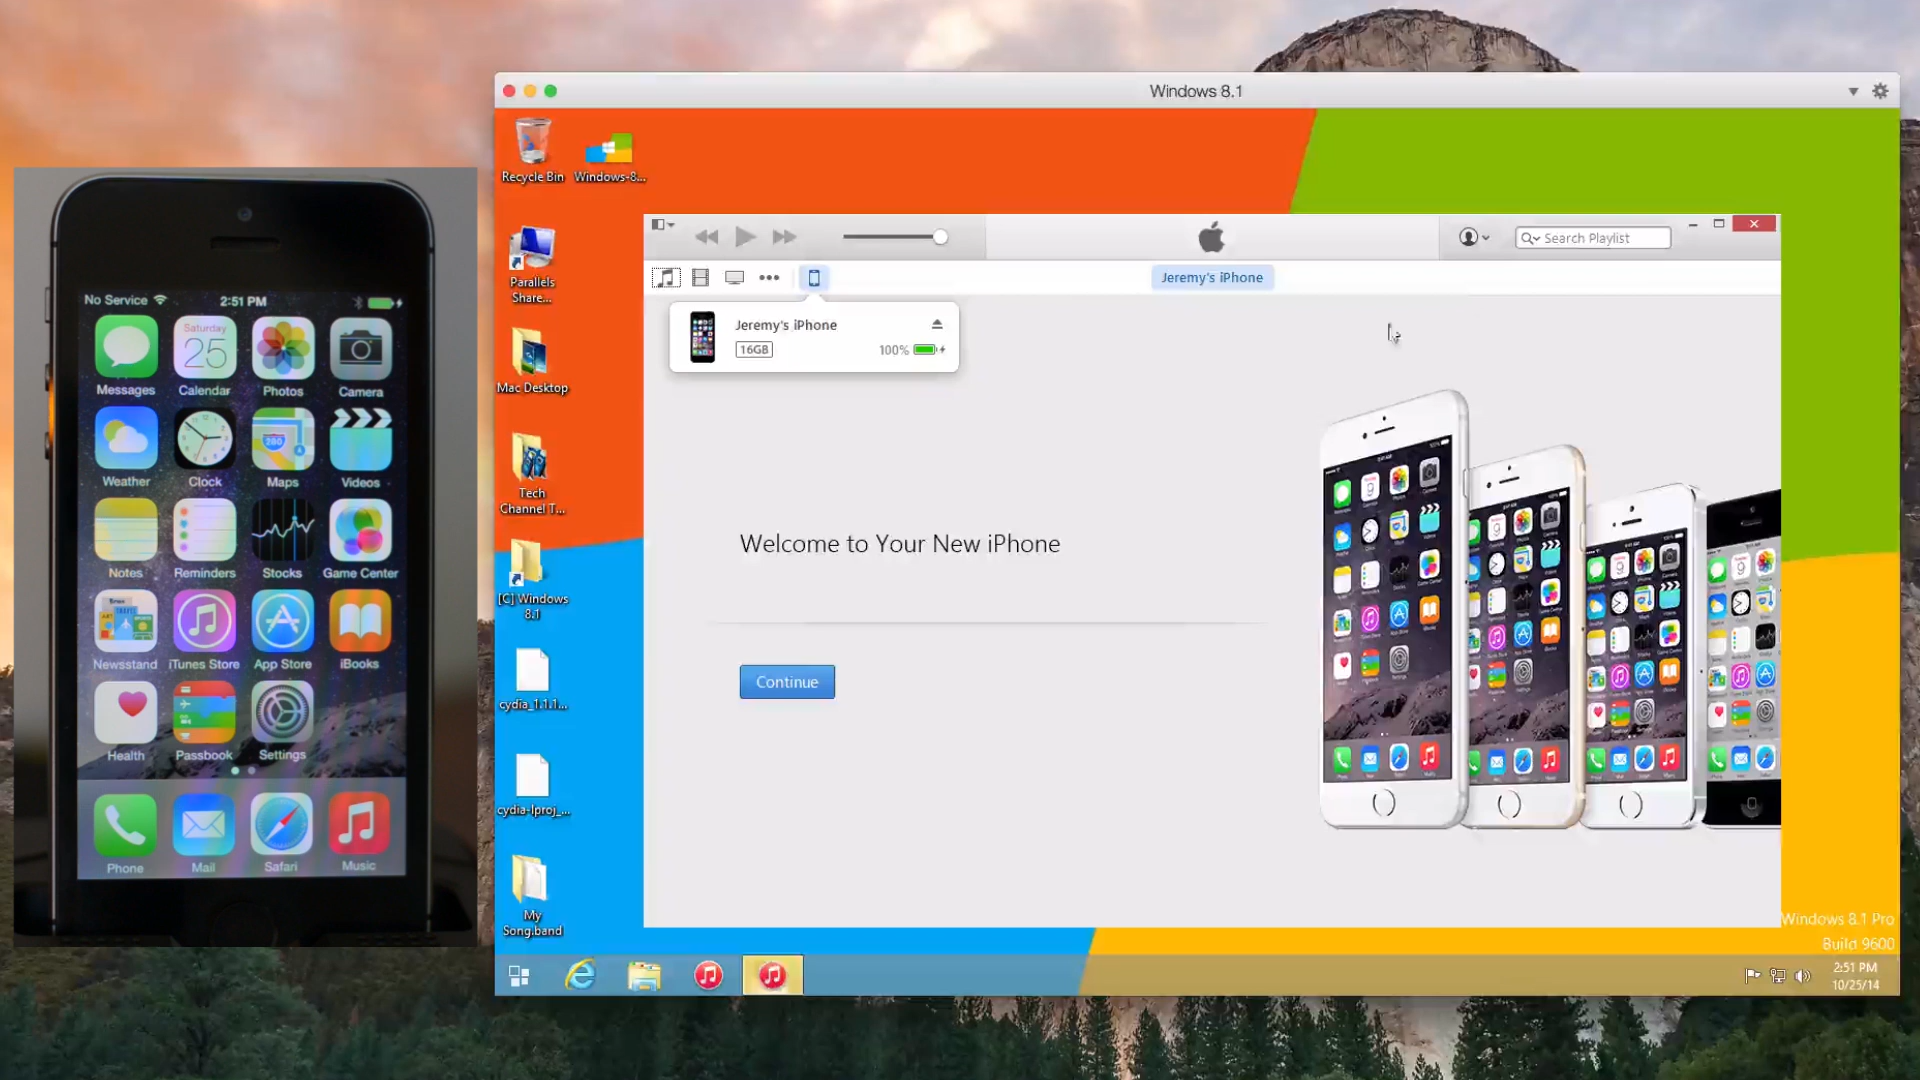 Windows 8.1
Recycle Bin
Windows-8...
Parallels
Share...
Mac Desktop
Tech
Channel T...
[C] Windows
8.1
cydia_1.1.1...
cydia-lproj_...
My
Song.band
Search Playlist
Jeremy's iPhone
Jeremy's iPhone
16GB
100%
Welcome to Your New iPhone
Continue
Windows 8.1 Pro
Build 9600
2:51 PM
10/25/14
No Service
2:51 PM
Saturday
25
Messages
Calendar
Photos
Camera
280
Weather
Clock
Maps
Videos
Notes
Reminders
Stocks
Game Center
Newsstand
iTunes Store
App Store
iBooks
Health
Passbook
Settings
Phone
Mail
Safari
Music